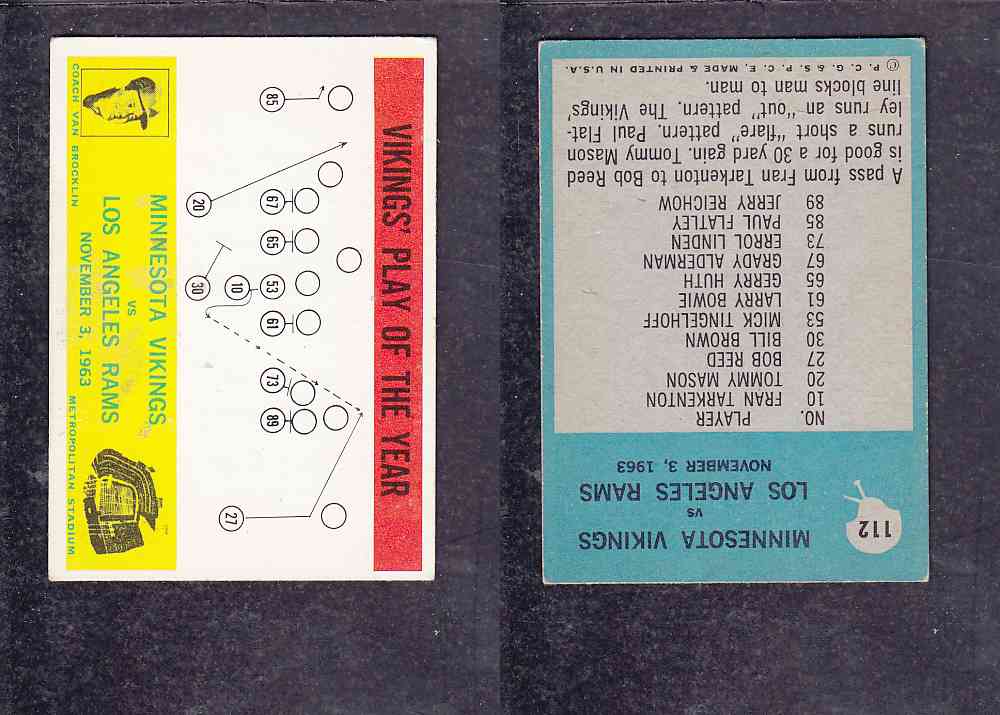 VIKINGS' PLAY OF THE YEAR
85
20
67
65
30
10
53
61
73
89
27
COACH VAN BROCKLIN
MINNESOTA VIKINGS
VS
LOS ANGELES RAMS
NOVEMBER 3, 1963
METROPOLITAN STADIUM
112
MINNESOTA VIKINGS
VS
LOS ANGELES RAMS
NOVEMBER 3, 1963
NO. PLAYER
10 FRAN TARKENTON
20 TOMMY MASON
27 BOB REED
30 BILL BROWN
53 MICK TINGELHOFF
61 LARRY BOWIE
65 GERRY HUTH
67 GRADY ALDERMAN
73 ERROL LINDEN
85 PAUL FLATLEY
89 JERRY REICHOW
A pass from Fran Tarkenton to Bob Reed
is good for a 30 yard gain. Tommy Mason
runs a short "flare" pattern. Paul Flat-
ley runs an "out" pattern. The Vikings'
line blocks man to man.
© P. C. G. & S. P. C. E. MADE & PRINTED IN U.S.A.